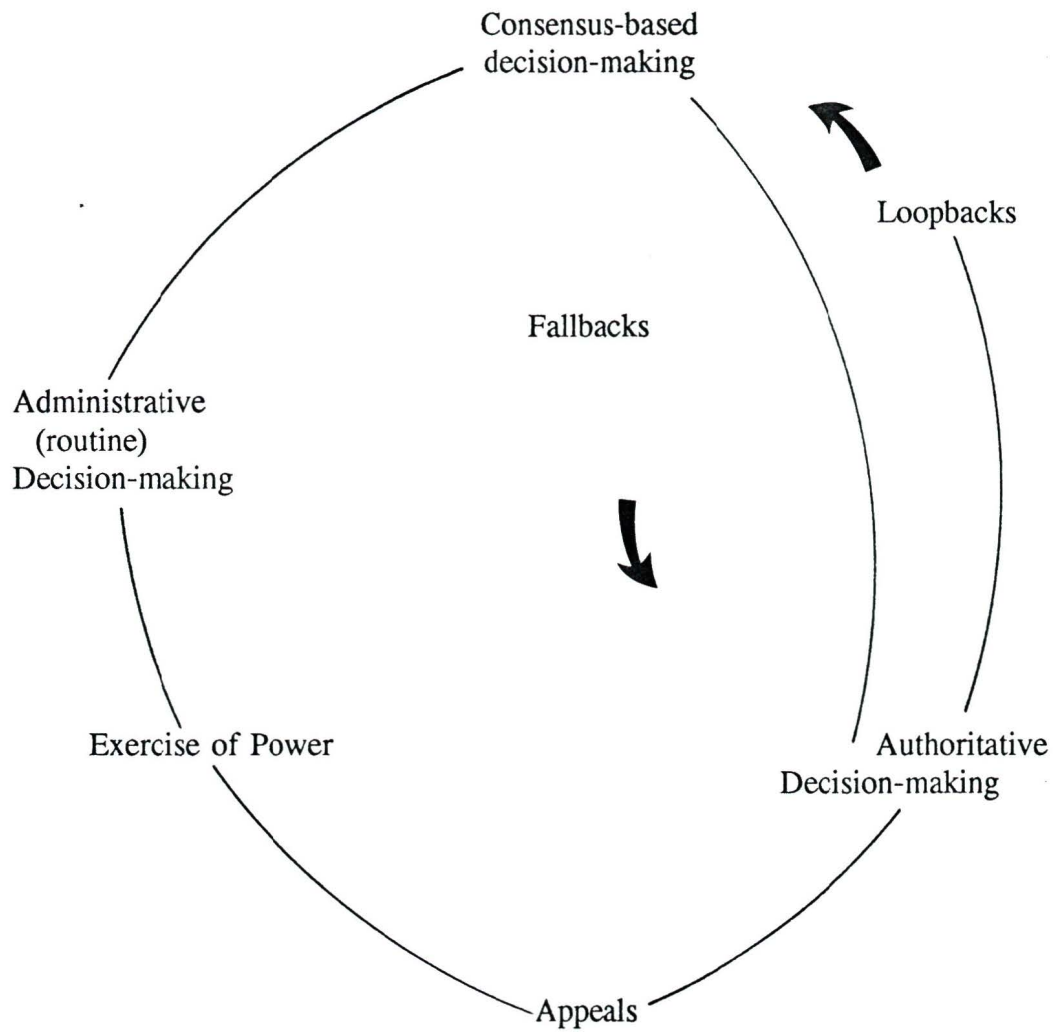 Consensus-based
decision-making
Loopbacks
Fallbacks
Administrative
(routine)
Decision-making
Exercise of Power
Authoritative
Decision-making
Appeals